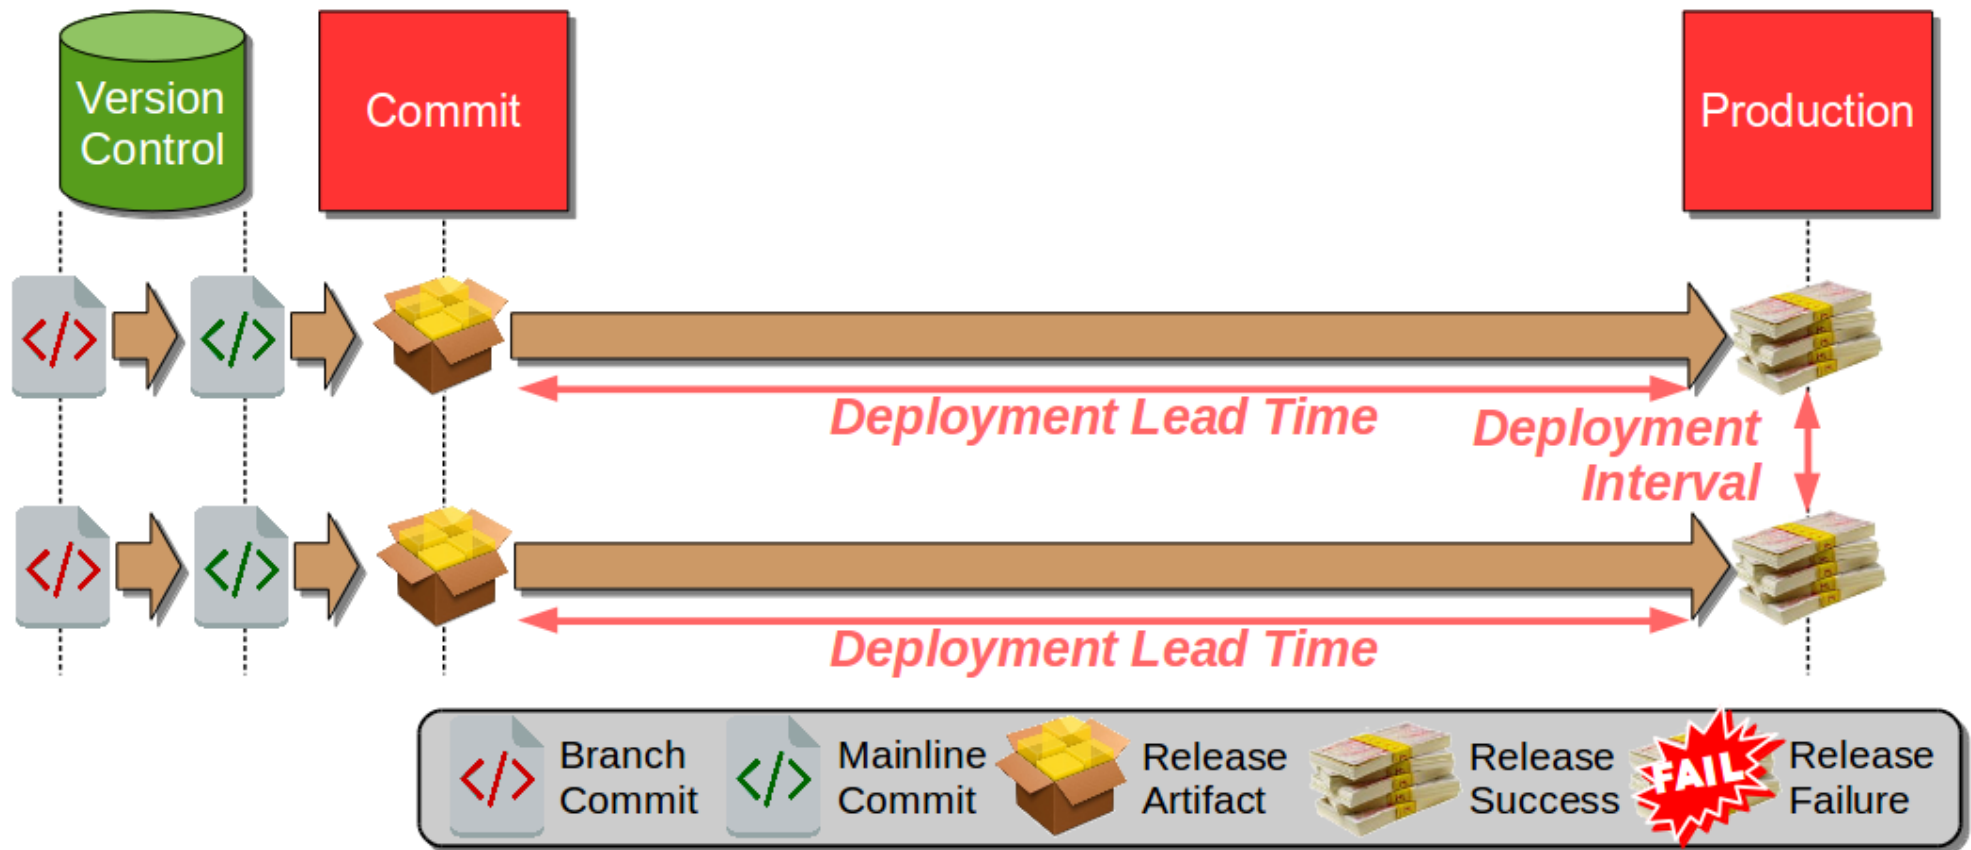 Version
Control
Commit
Production
</>
</>
Deployment Lead Time
Deployment
Interval
</>
</>
Deployment Lead Time
</>
Branch
Commit
</>
Mainline
Commit
Release
Artifact
Release
Success
FAIL
Release
Failure